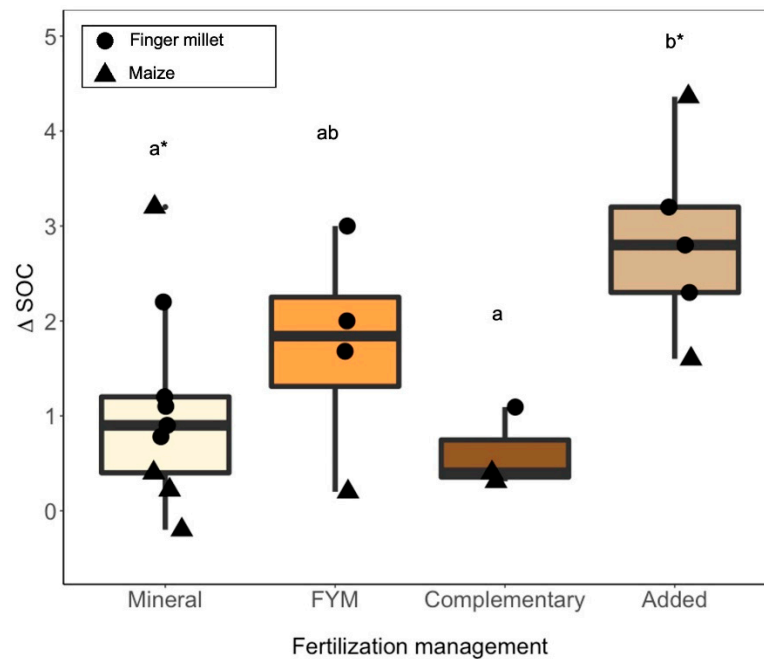 Finger millet
Maize
5
4
3
2
1
0
Δ SOC
a*
ab
a
b*
Mineral
FYM
Complementary
Added
Fertilization management